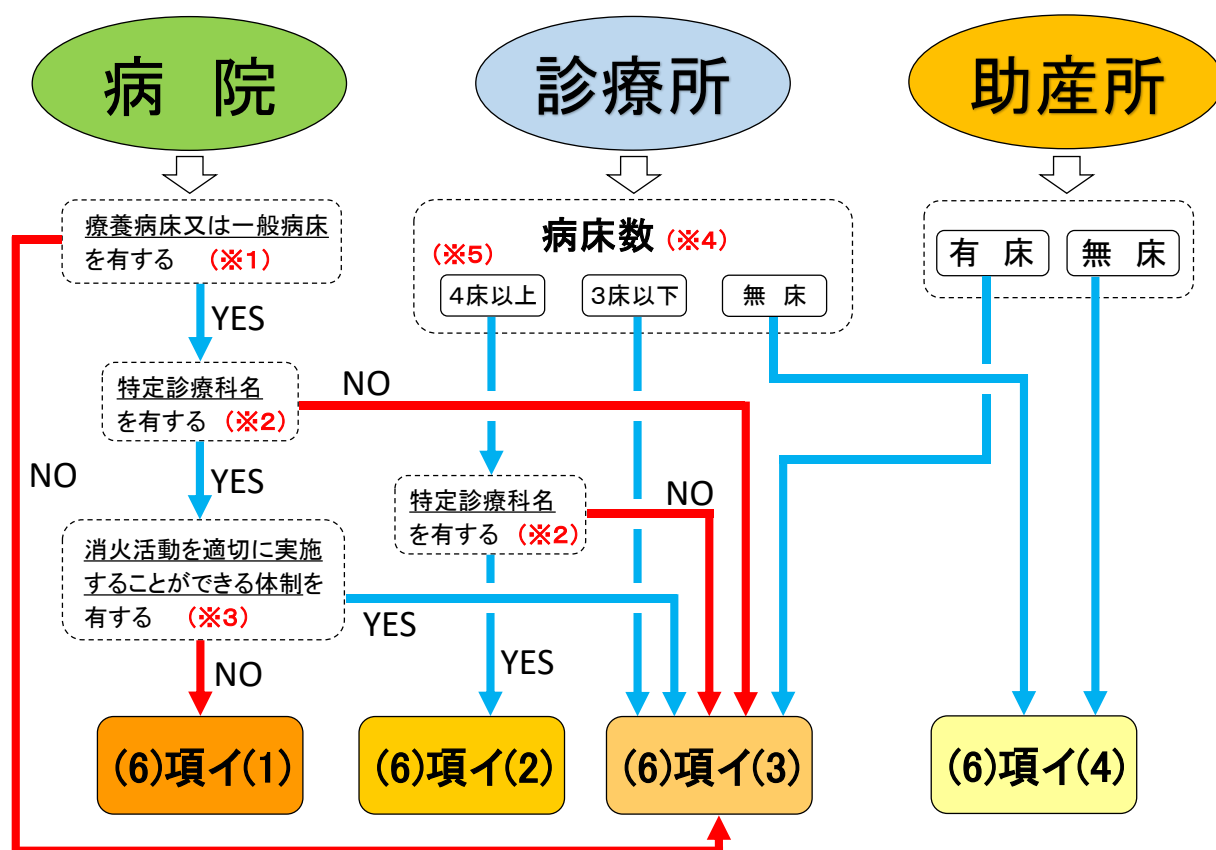 病 院
診療所
助産所
療養病床又は一般病床
を有する (※1)
病床数 (※4)
(※5)
4床以上
3床以下
無 床
有 床
無 床
YES
特定診療科名
を有する (※2)
NO
NO
YES
特定診療科名
を有する (※2)
NO
消火活動を適切に実施
することができる体制を
有する (※3)
YES
YES
NO
(6)項イ(1)
(6)項イ(2)
(6)項イ(3)
(6)項イ(4)